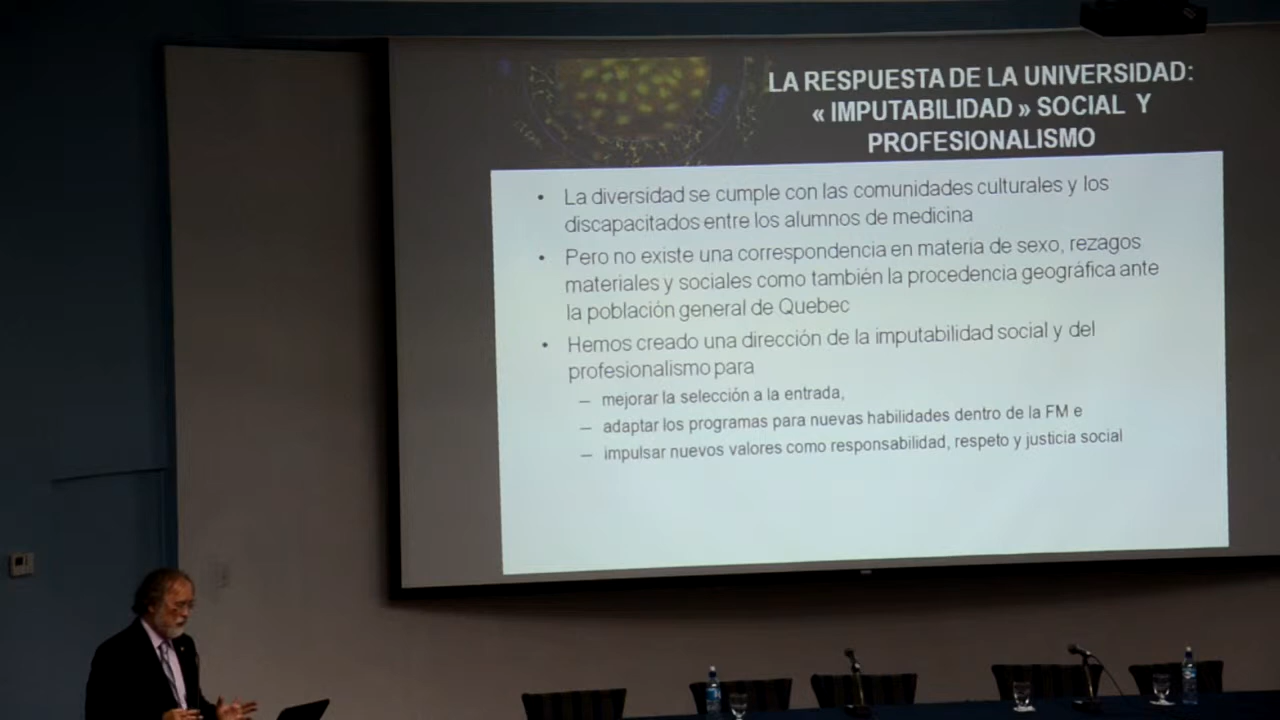 LA RESPUESTA DE LA UNIVERSIDAD:
« IMPUTABILIDAD » SOCIAL Y
PROFESIONALISMO
• La diversidad se cumple con las comunidades culturales y los
discapacitados entre los alumnos de medicina
• Pero no existe una correspondencia en materia de sexo, rezagos
materiales y sociales como también la procedencia geográfica ante
la población general de Quebec
• Hemos creado una dirección de la imputabilidad social y del
profesionalismo para
– mejorar la selección a la entrada,
– adaptar los programas para nuevas habilidades dentro de la FM e
– impulsar nuevos valores como responsabilidad, respeto y justicia social